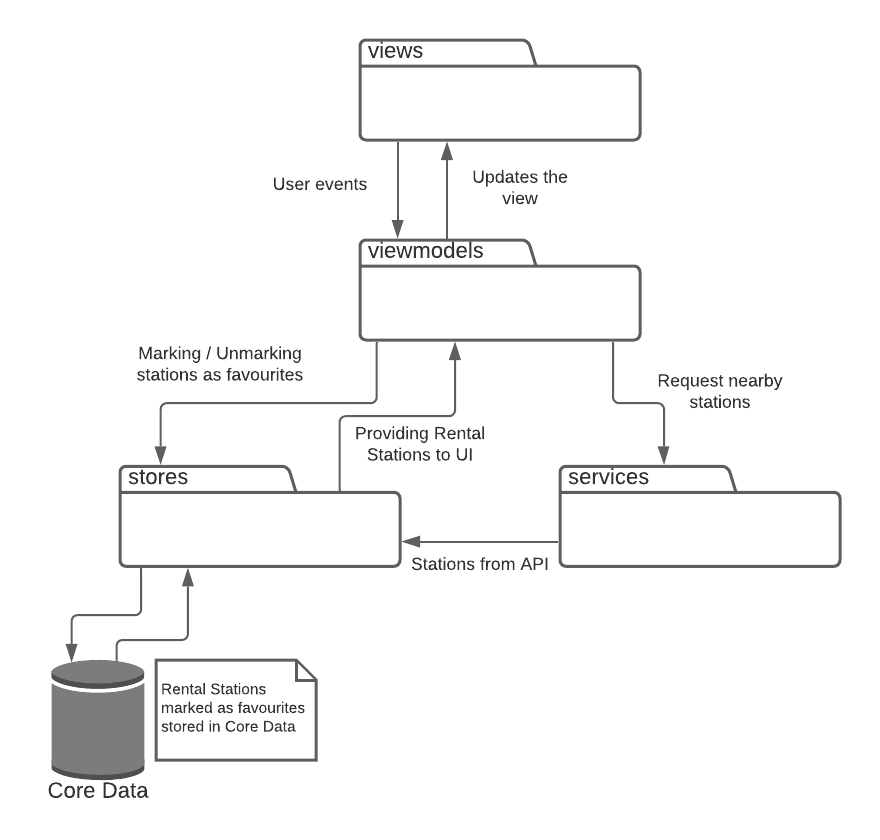 views
User events
Updates the
view
viewmodels
Marking / Unmarking
stations as favourites
Request nearby
stations
Providing Rental
Stations to UI
stores
services
Stations from API
Rental Stations
marked as favourites
stored in Core Data
Core Data